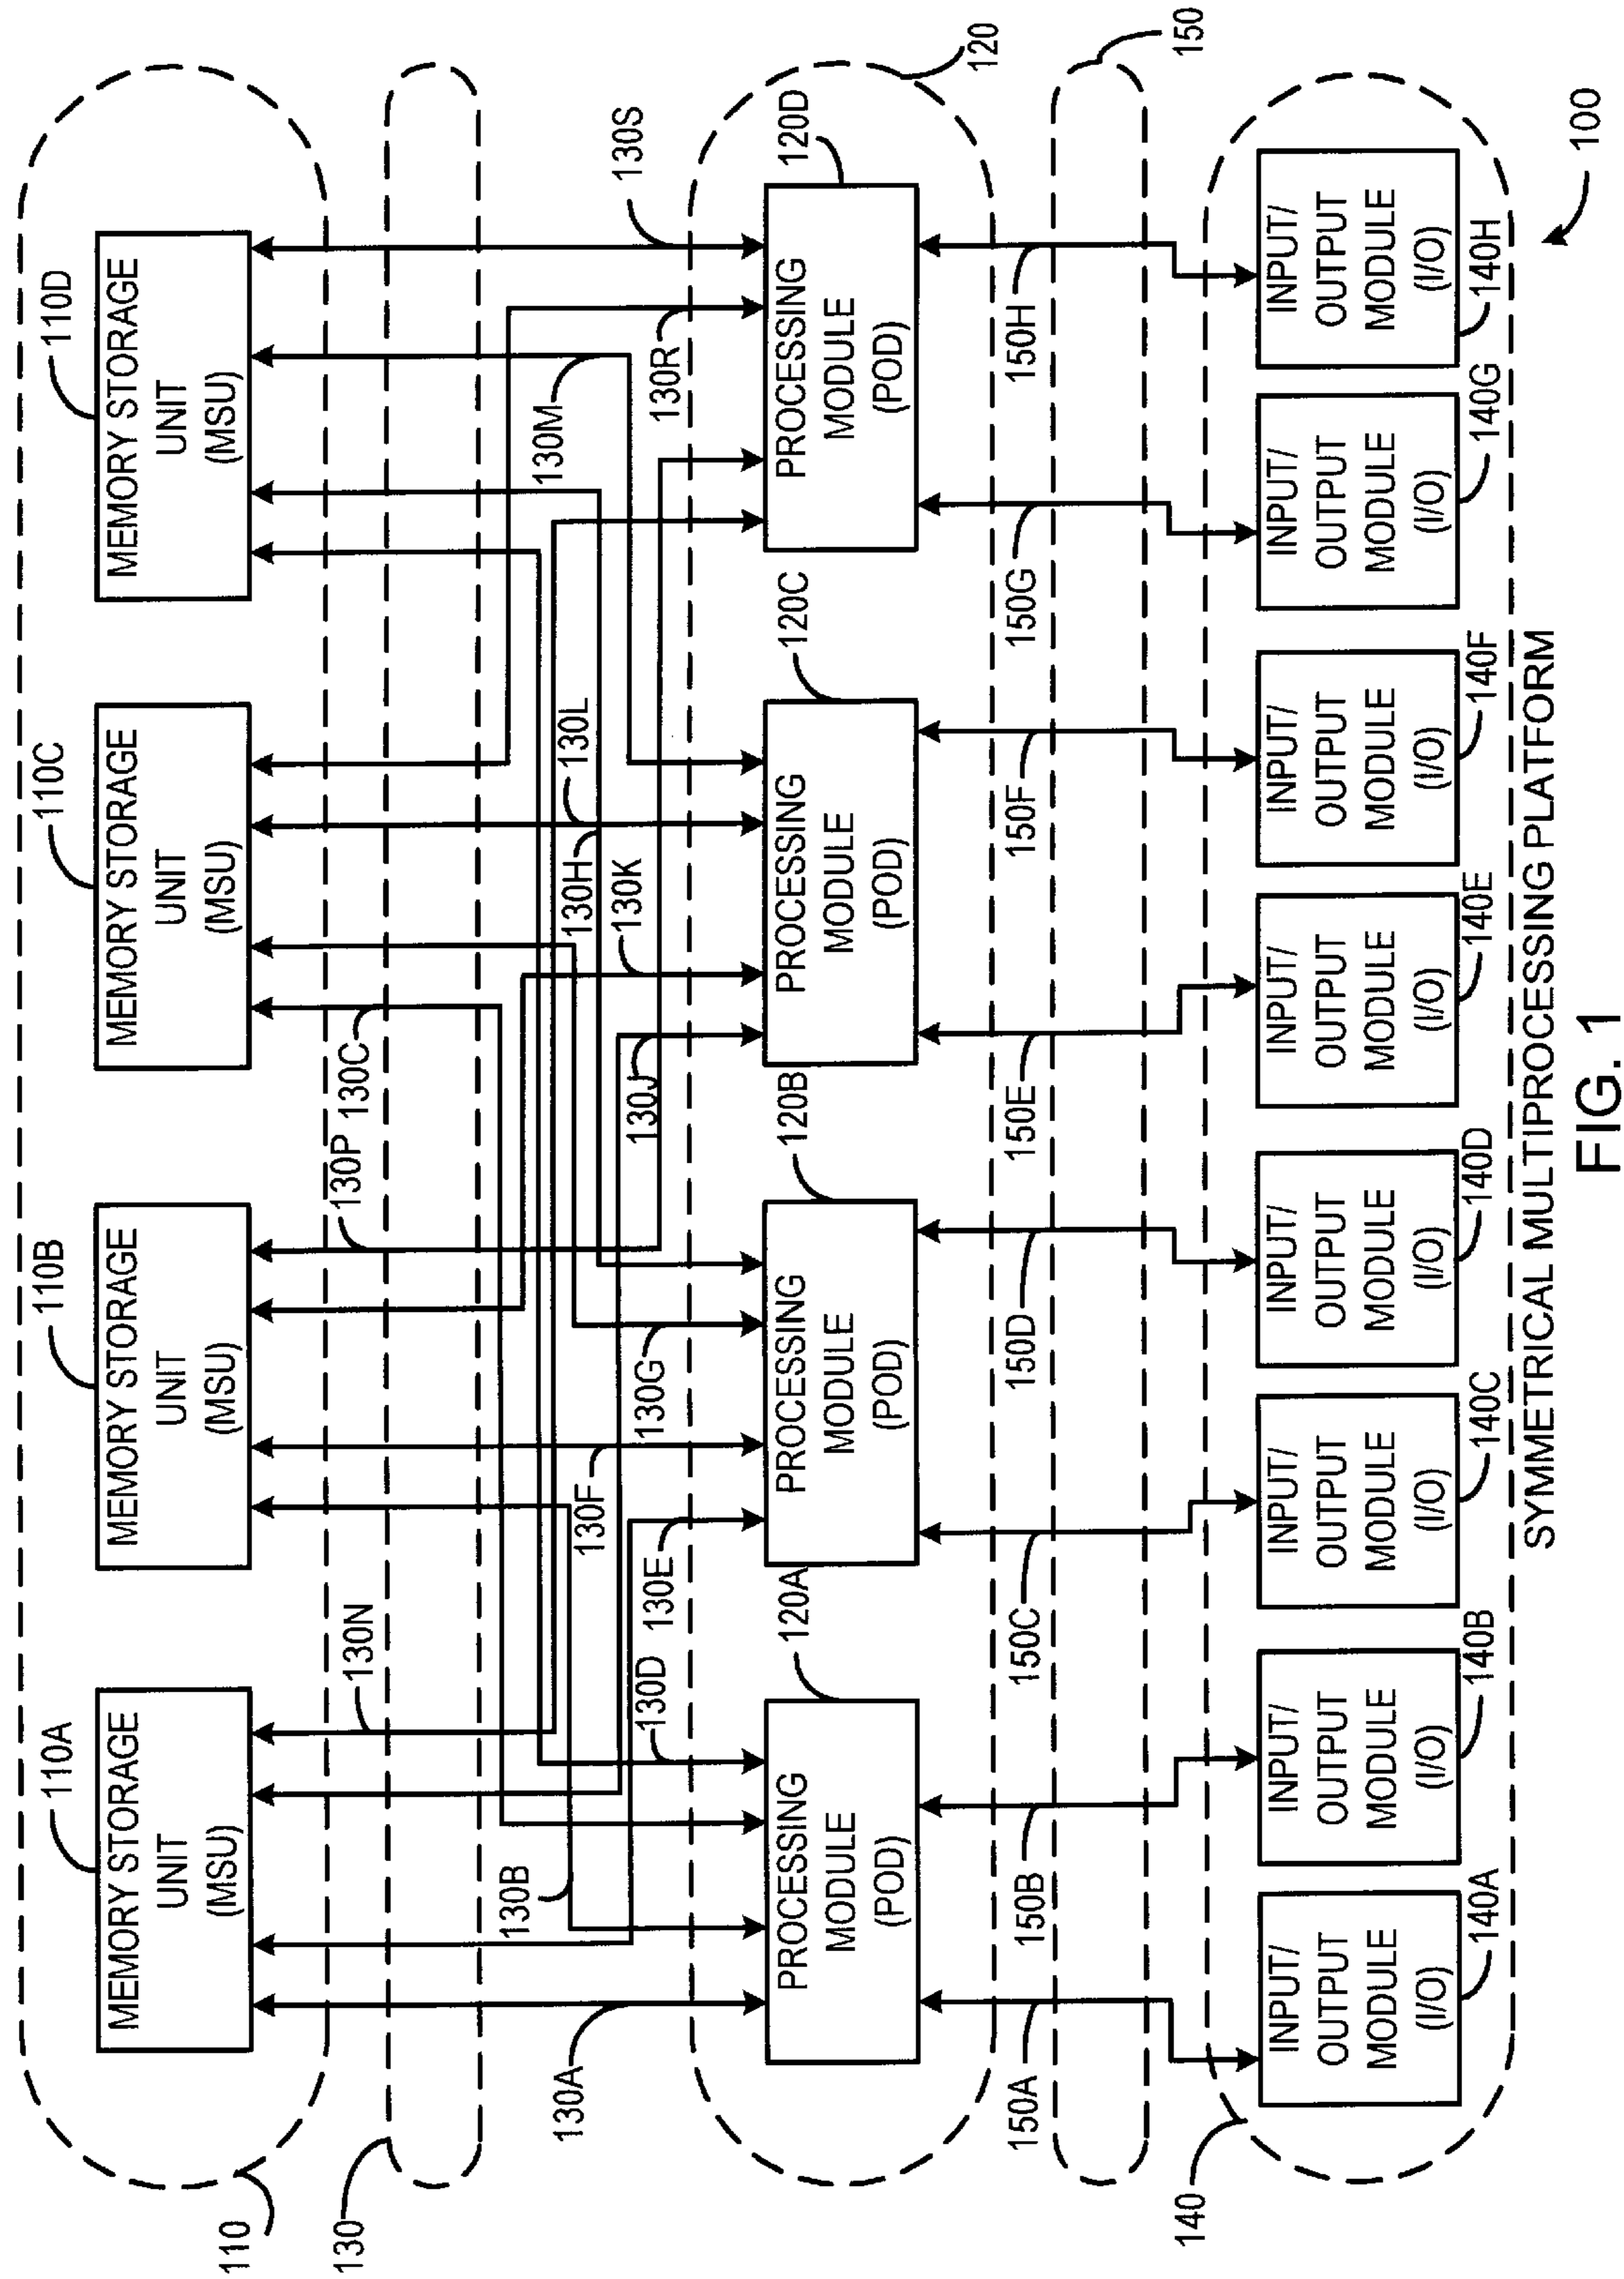 110
110A
110B
110C
110D
MEMORY STORAGE
UNIT
(MSU)
MEMORY STORAGE
UNIT
(MSU)
MEMORY STORAGE
UNIT
(MSU)
MEMORY STORAGE
UNIT
(MSU)
130
130N
130P
130C
130B
130A
130D
130E
130F
130G
130J
130H
130K
130L
130M
130R
130S
120
120A
120B
120C
120D
PROCESSING
MODULE
(POD)
PROCESSING
MODULE
(POD)
PROCESSING
MODULE
(POD)
PROCESSING
MODULE
(POD)
150A
150B
150C
150D
150E
150F
150G
150H
150
140
INPUT/
OUTPUT
MODULE
(I/O)
140A
INPUT/
OUTPUT
MODULE
(I/O)
140B
INPUT/
OUTPUT
MODULE
(I/O)
140C
INPUT/
OUTPUT
MODULE
(I/O)
140D
INPUT/
OUTPUT
MODULE
(I/O)
140E
INPUT/
OUTPUT
MODULE
(I/O)
140F
INPUT/
OUTPUT
MODULE
(I/O)
140G
INPUT/
OUTPUT
MODULE
(I/O)
140H
100
SYMMETRICAL MULTIPROCESSING PLATFORM
FIG. 1